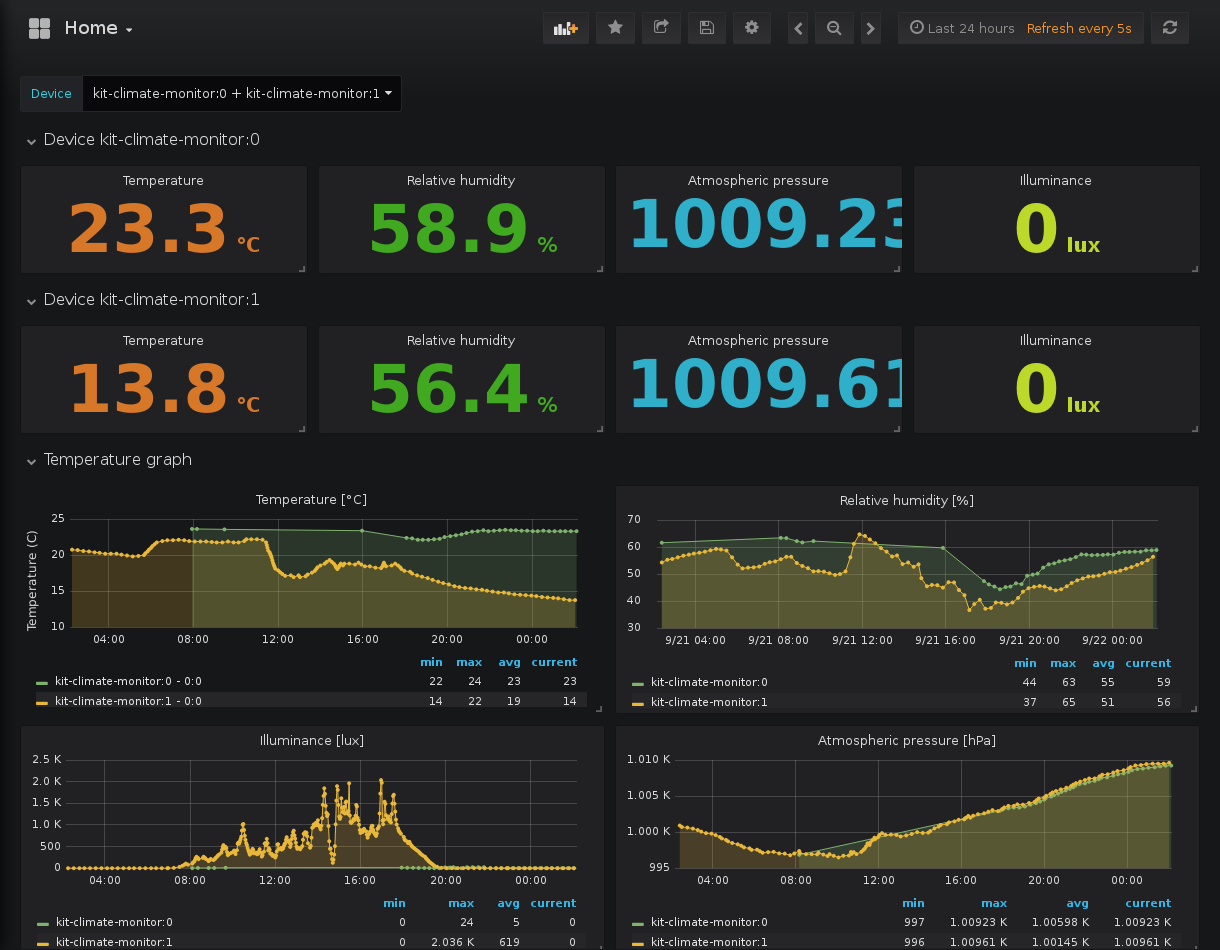 Home
Last 24 hours Refresh every 5s
Device kit-climate-monitor:0 + kit-climate-monitor:1
Device kit-climate-monitor:0
Temperature Relative humidity Atmospheric pressure Illuminance
23.3 °C 58.9 % 1009.23 0 lux
Device kit-climate-monitor:1
Temperature Relative humidity Atmospheric pressure Illuminance
13.8 °C 56.4 % 1009.61 0 lux
Temperature graph
Temperature [°C]
Temperature (C)
25
20
15
10
04:00 08:00 12:00 16:00 20:00 00:00
min max avg current
kit-climate-monitor:0 - 0:0 22 24 23 23
kit-climate-monitor:1 - 0:0 14 22 19 14
Relative humidity [%]
70
60
50
40
30
9/21 04:00 9/21 08:00 9/21 12:00 9/21 16:00 9/21 20:00 9/22 00:00
min max avg current
kit-climate-monitor:0 44 63 55 59
kit-climate-monitor:1 37 65 51 56
Illuminance [lux]
2.5 K
2.0 K
1.5 K
1.0 K
500
0
04:00 08:00 12:00 16:00 20:00 00:00
min max avg current
kit-climate-monitor:0 0 24 5 0
kit-climate-monitor:1 0 2.036 K 619 0
Atmospheric pressure [hPa]
1.010 K
1.005 K
1.000 K
995
04:00 08:00 12:00 16:00 20:00 00:00
min max avg current
kit-climate-monitor:0 997 1.00923 K 1.00598 K 1.00923 K
kit-climate-monitor:1 996 1.00961 K 1.00145 K 1.00961 K